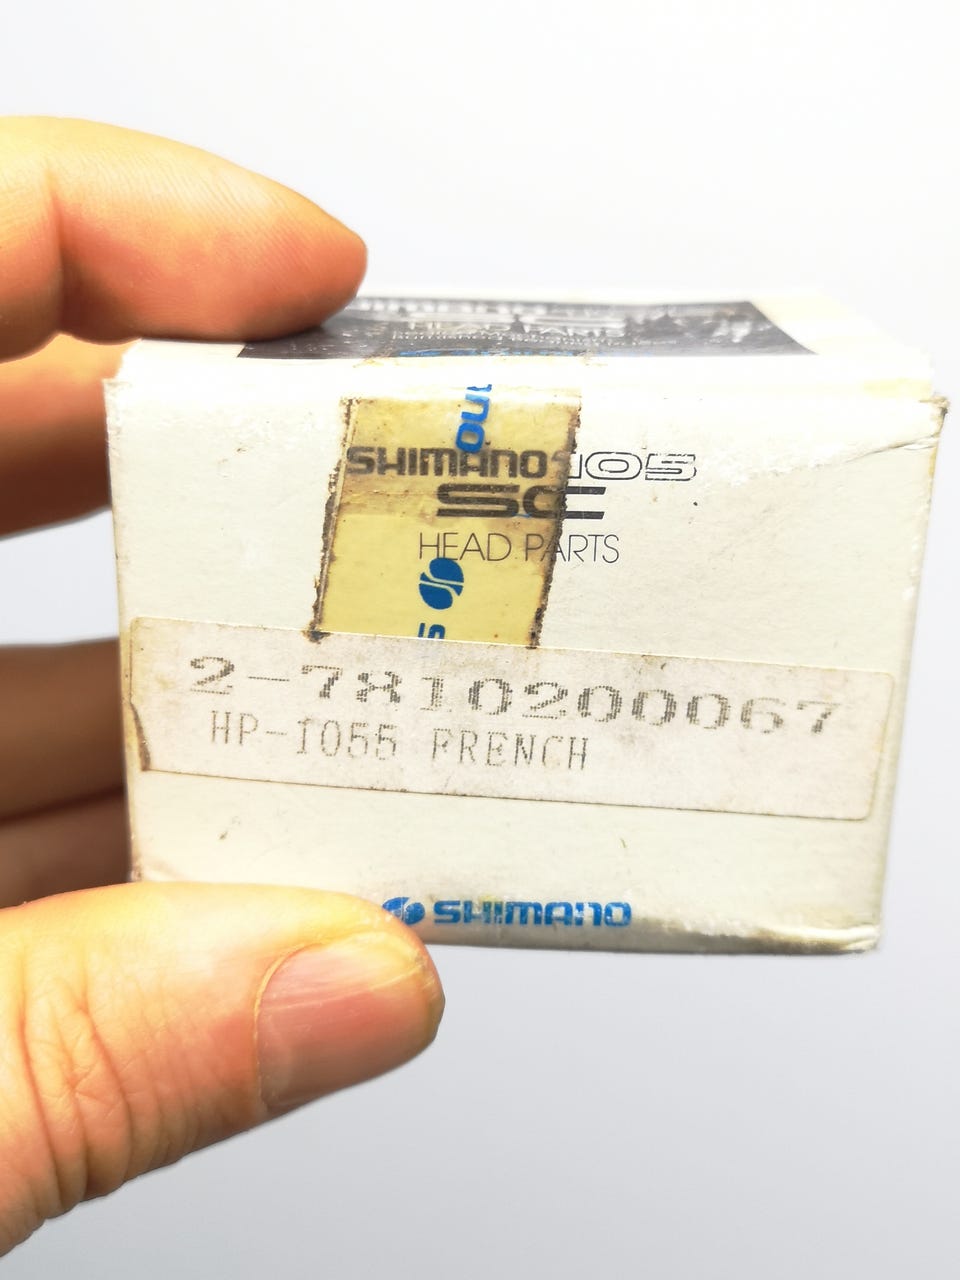 SHIMANO 105
SC
HEAD PARTS
2-7810200067
HP-1055 FRENCH
SHIMANO